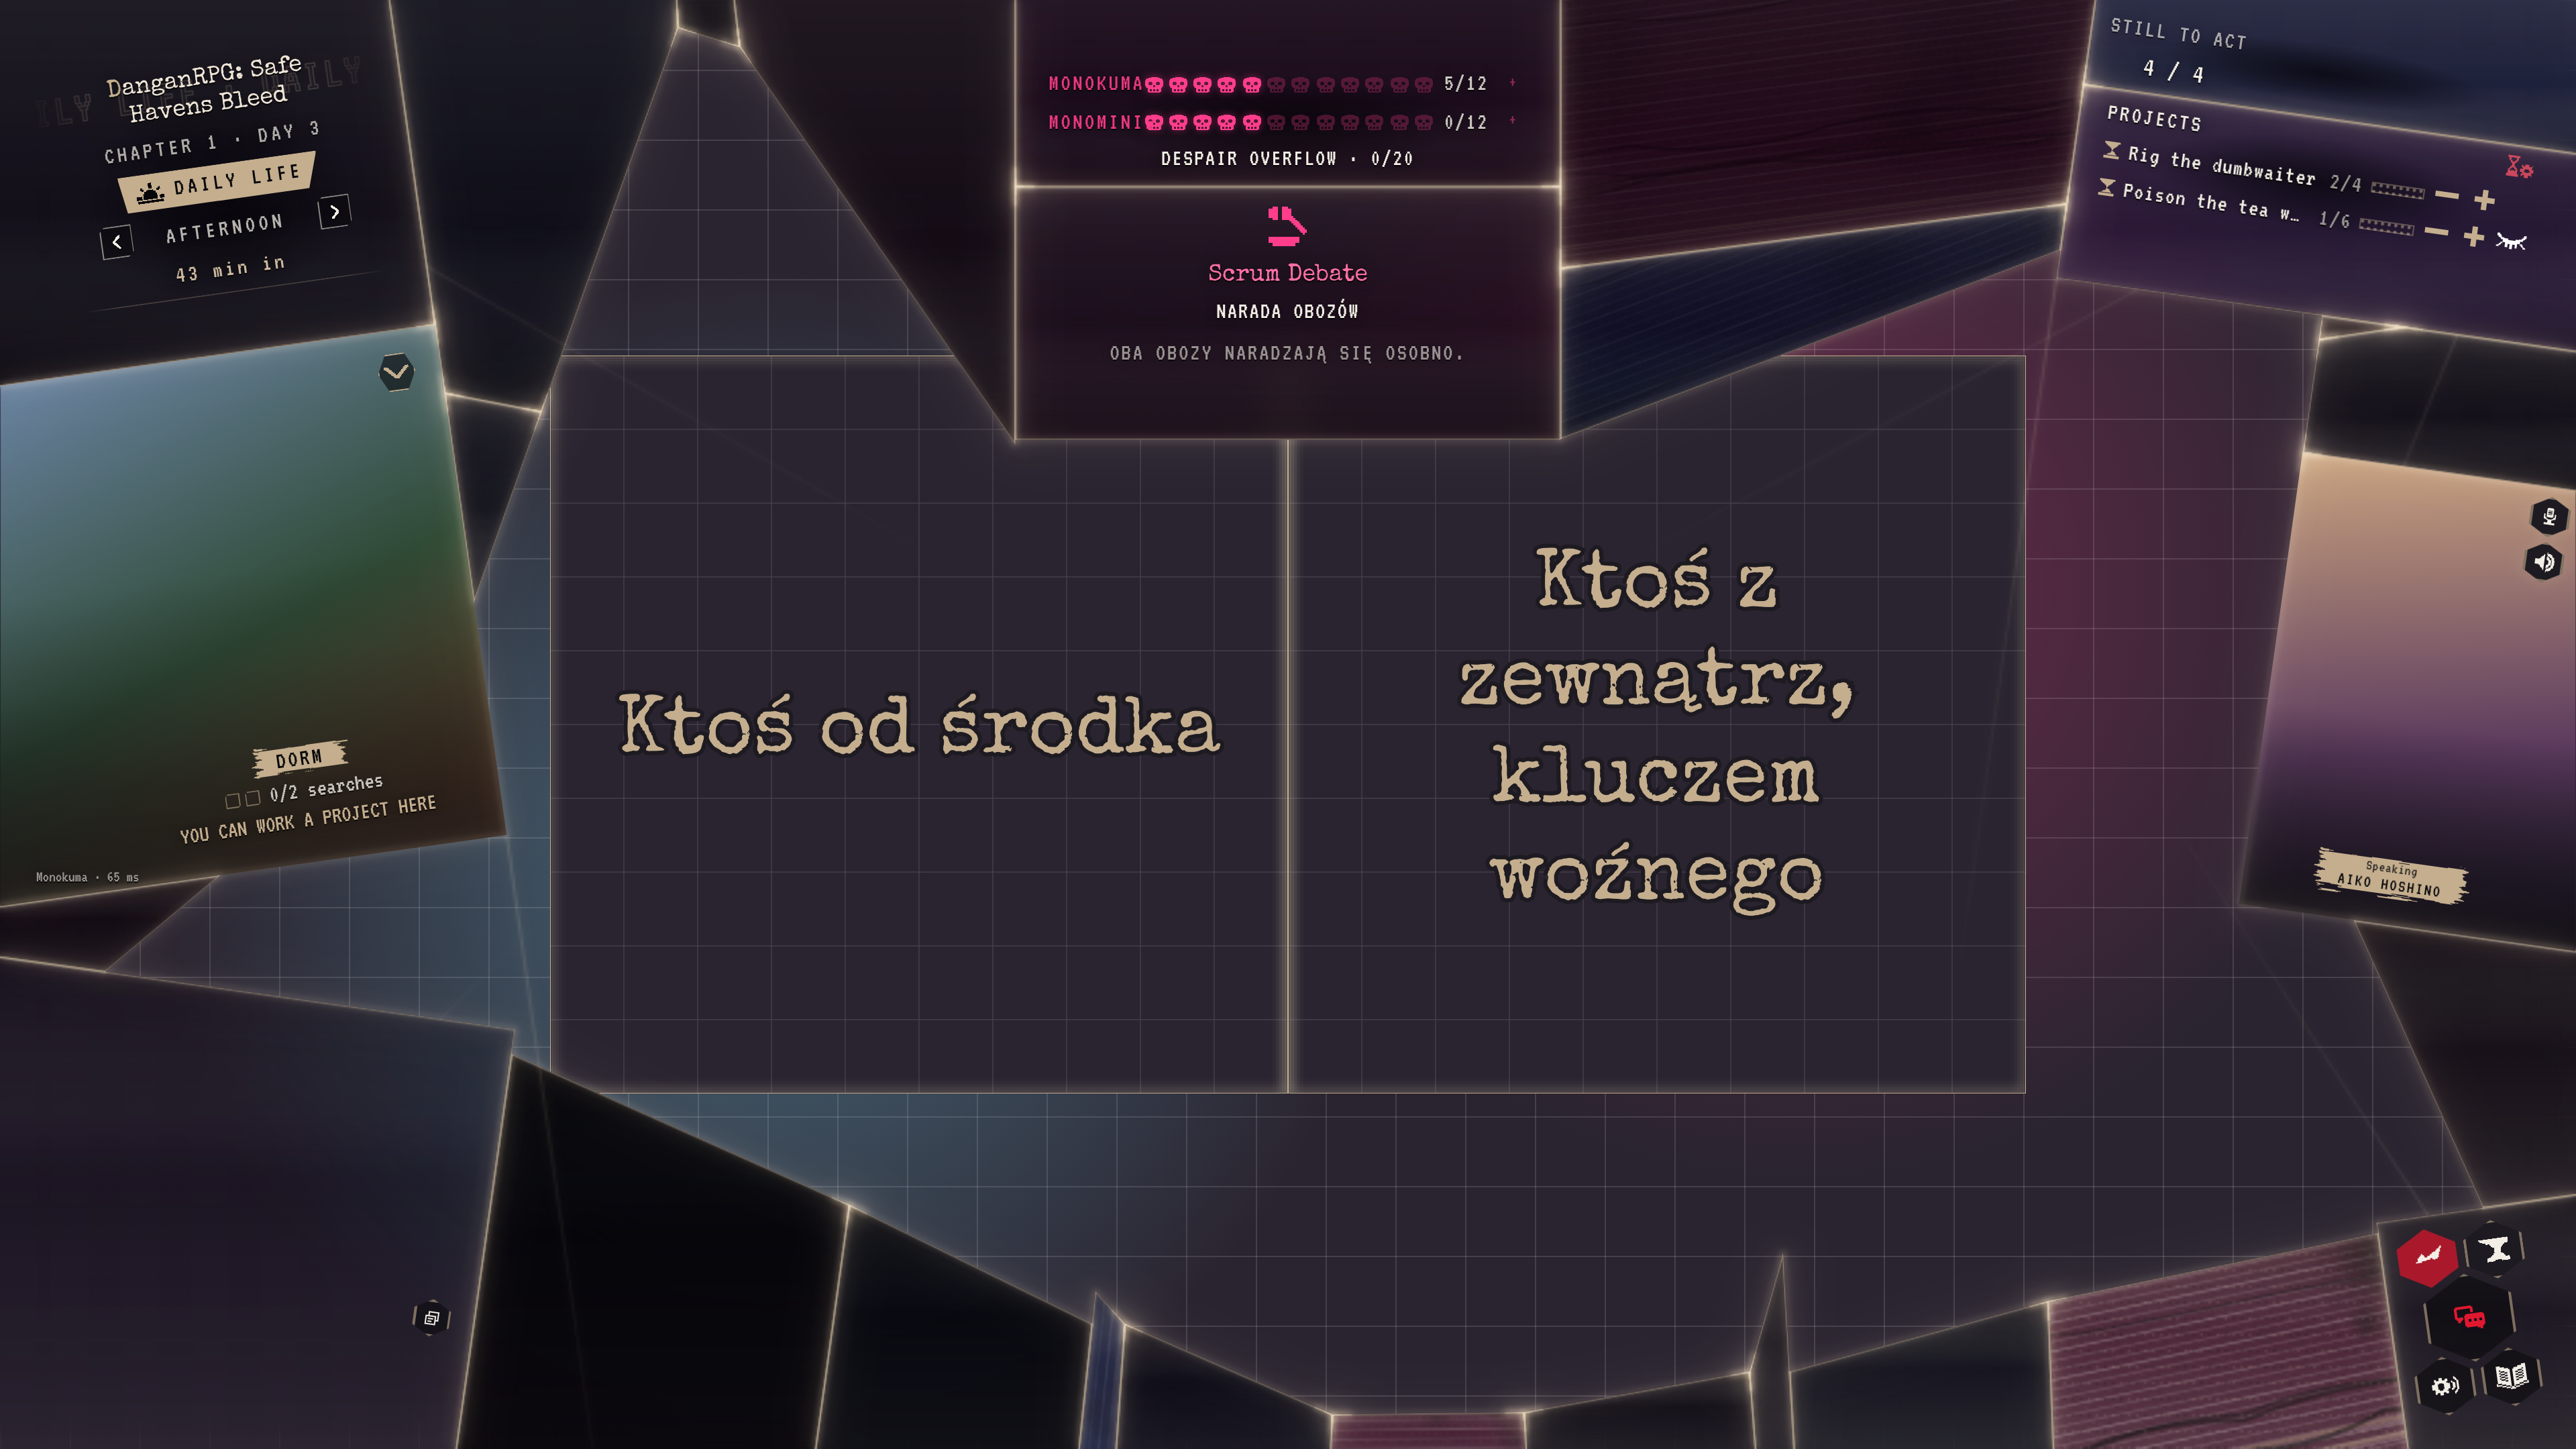 DanganRPG: Safe
Havens Bleed
CHAPTER 1 · DAY 3
DAILY LIFE
AFTERNOON
43 min in
MONOKUMA 5/12 +
MONOMINI 0/12 +
DESPAIR OVERFLOW · 0/20
Scrum Debate
NARADA OBOZÓW
OBA OBOZY NARADZAJĄ SIĘ OSOBNO.
STILL TO ACT
4 / 4
PROJECTS
Rig the dumbwaiter 2/4
Poison the tea w… 1/6
Ktoś od środka
Ktoś z
zewnątrz,
kluczem
woźnego
DORM
0/2 searches
YOU CAN WORK A PROJECT HERE
Monokuma · 65 ms
Speaking
AIKO HOSHINO